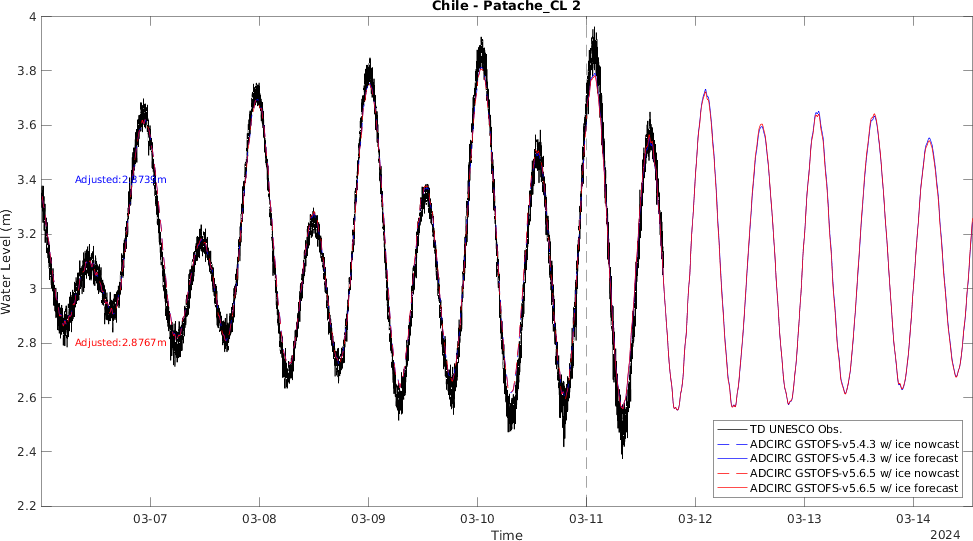 Chile - Patache_CL 2
4
3.8
3.6
3.4
3.2
3
2.8
2.6
2.4
2.2
Water Level (m)
Adjusted:2.8739m
Adjusted:2.8767m
TD UNESCO Obs.
ADCIRC GSTOFS-v5.4.3 w/ ice nowcast
ADCIRC GSTOFS-v5.4.3 w/ ice forecast
ADCIRC GSTOFS-v5.6.5 w/ ice nowcast
ADCIRC GSTOFS-v5.6.5 w/ ice forecast
03-07 03-08 03-09 03-10 03-11 03-12 03-13 03-14
Time
2024